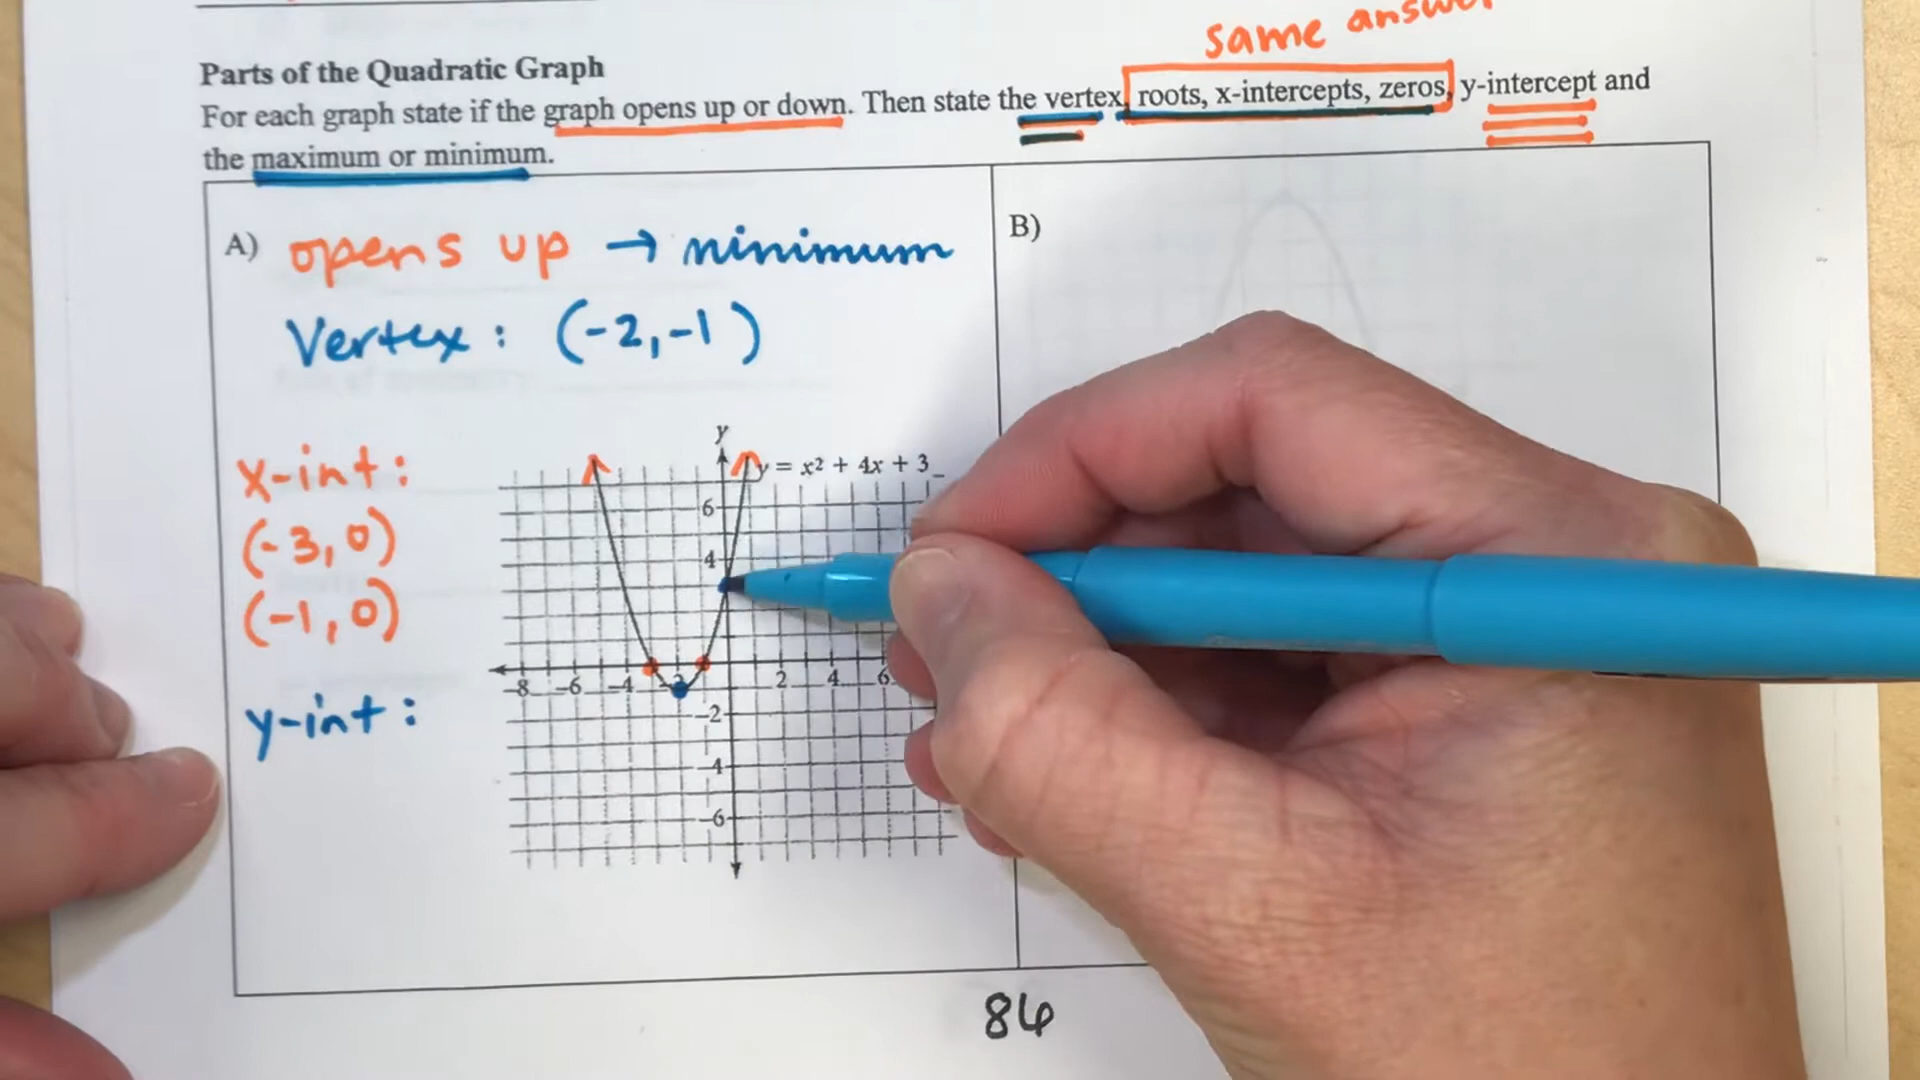 same answer
Parts of the Quadratic Graph
For each graph state if the graph opens up or down. Then state the vertex, roots, x-intercepts, zeros, y-intercept and
the maximum or minimum.
A) opens up → minimum
B)
Vertex: (-2,-1)
x-int:
(-3,0)
(-1,0)
y-int:
y
y = x² + 4x + 3
6
4
-8 -6 -4 -2 2 4 6
-2
-4
-6
84